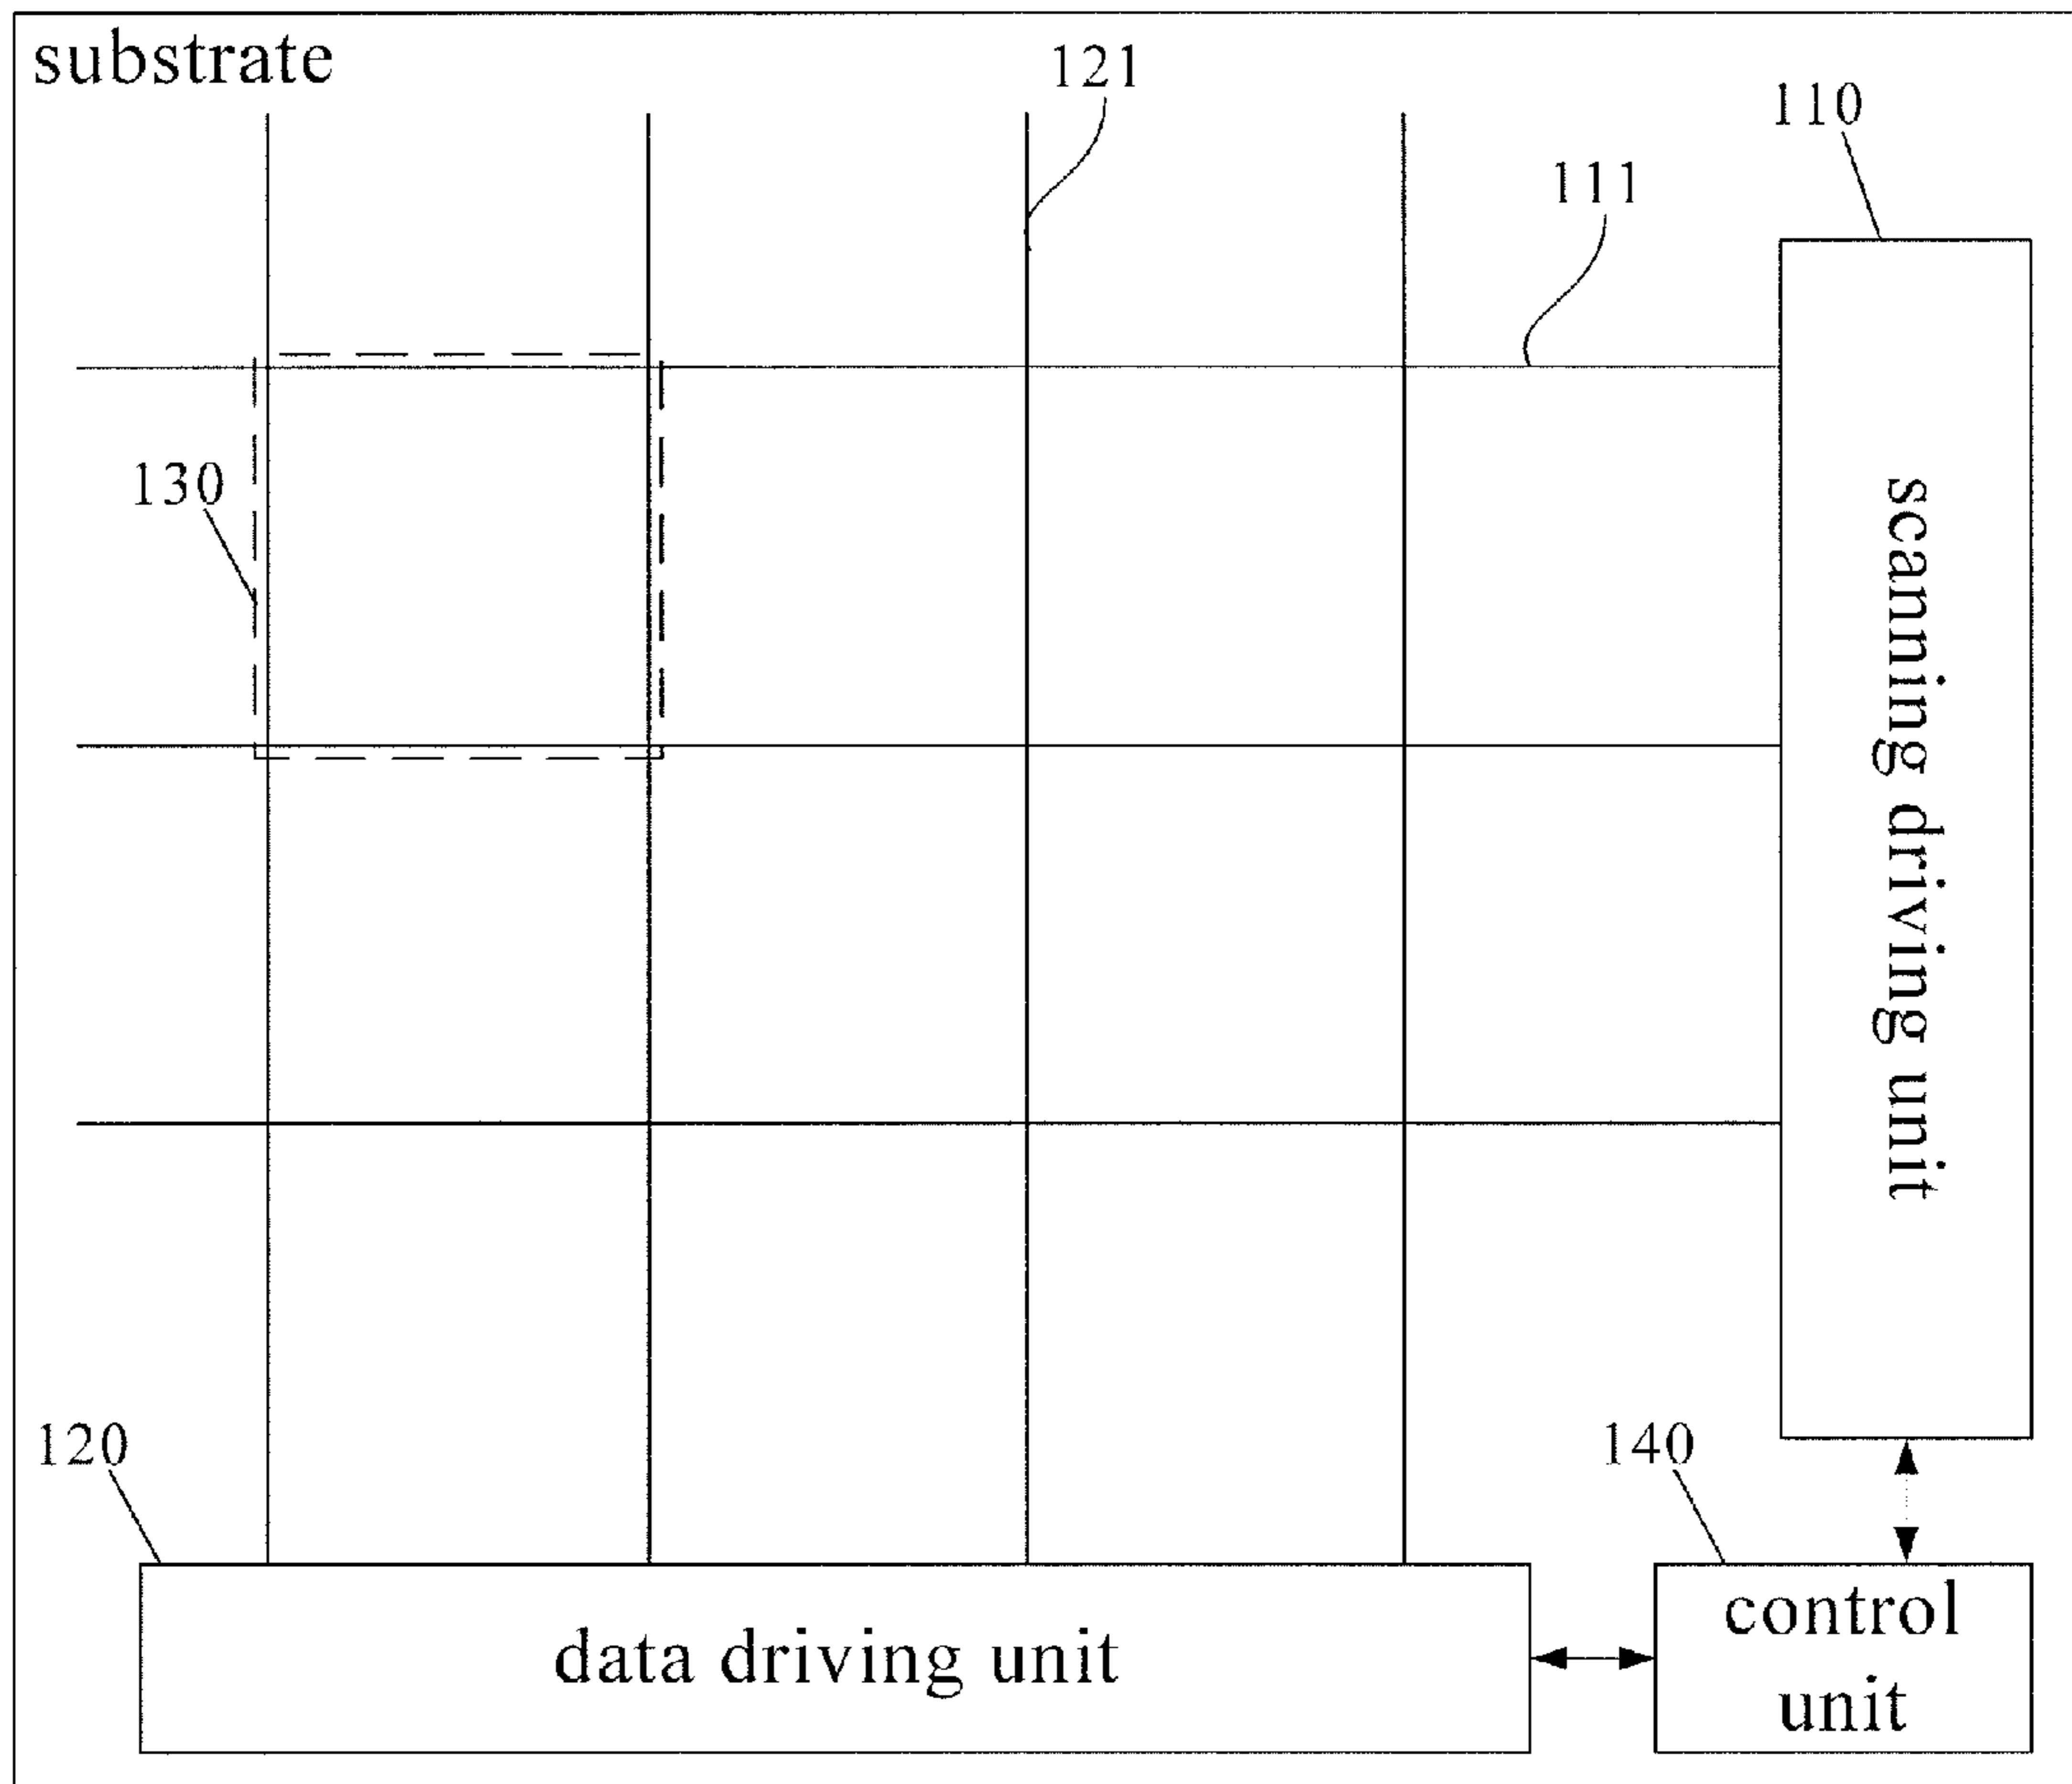 substrate
121
110
111
130
scanning driving unit
120
140
data driving unit
control
unit